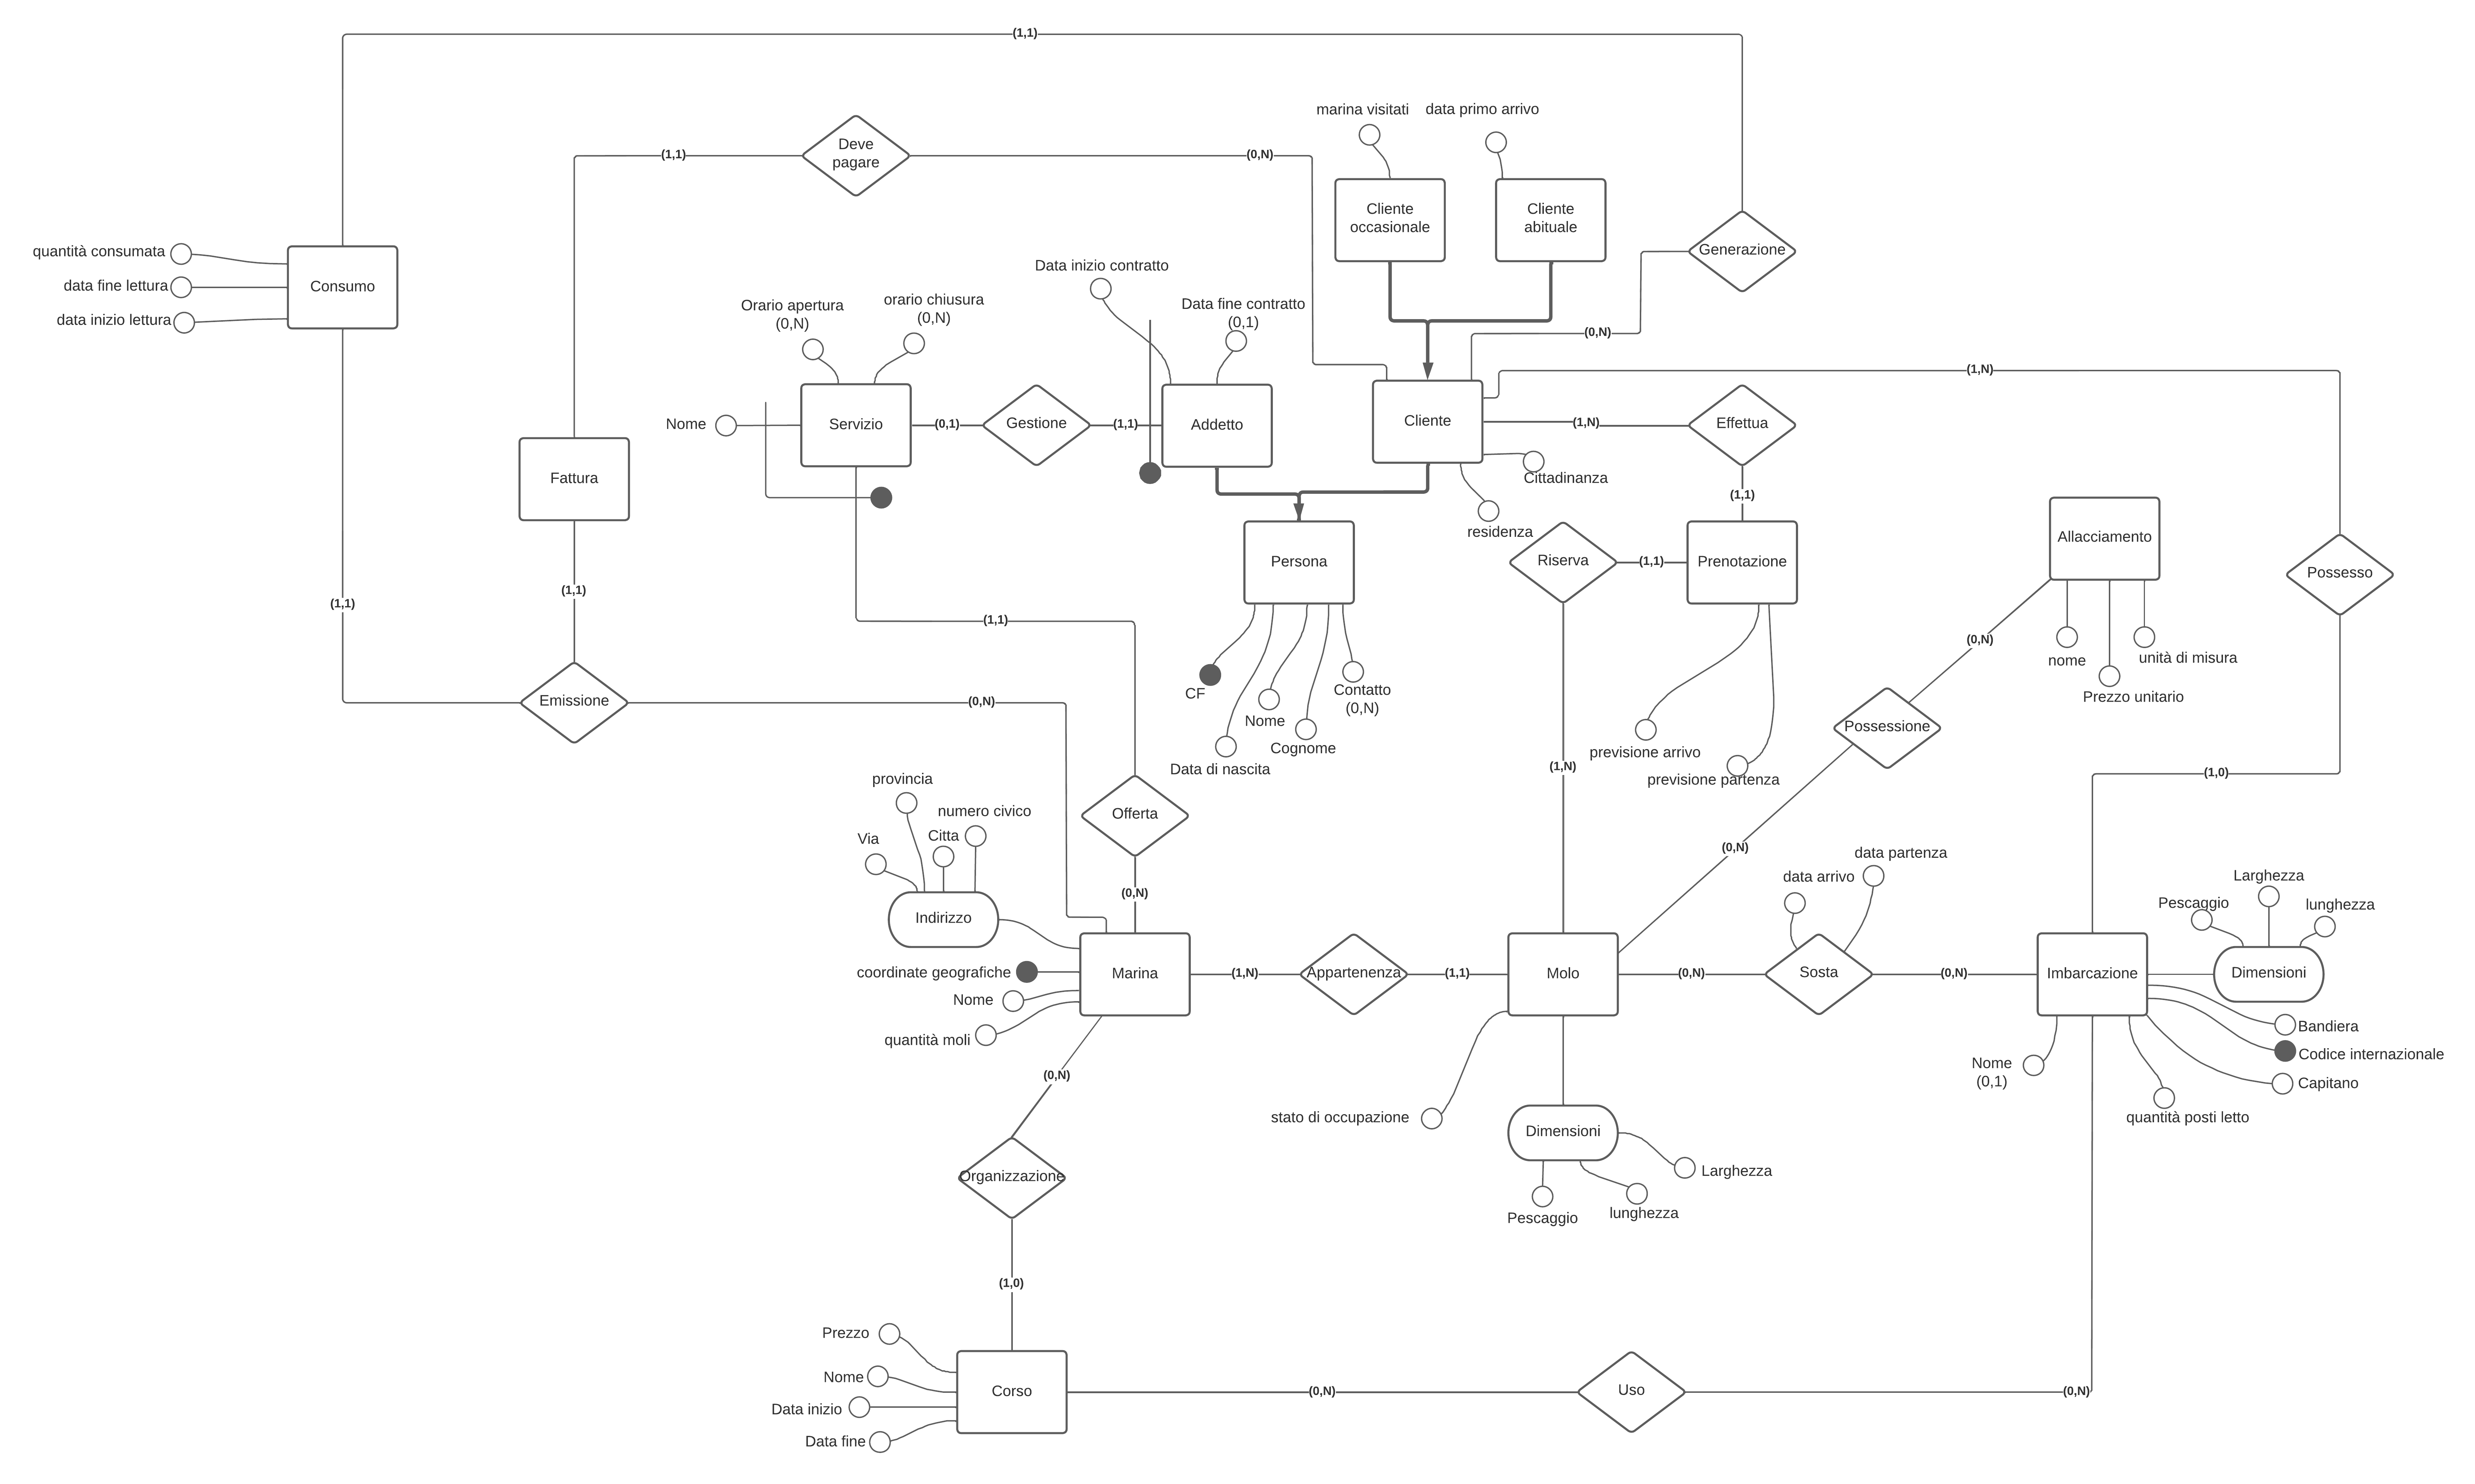 (1,1)
marina visitati
data primo arrivo
Deve
pagare
(1,1)
(0,N)
Cliente
occasionale
Cliente
abituale
Generazione
quantità consumata
data fine lettura
data inizio lettura
Consumo
Data inizio contratto
Orario apertura
(0,N)
orario chiusura
(0,N)
Data fine contratto
(0,1)
(0,N)
(1,N)
Nome
Servizio
(0,1)
Gestione
(1,1)
Addetto
Cliente
(1,N)
Effettua
Fattura
Cittadinanza
(1,1)
residenza
Persona
Riserva
(1,1)
Prenotazione
Allacciamento
Possesso
(1,1)
(1,1)
(1,1)
(0,N)
nome
unità di misura
Prezzo unitario
CF
Contatto
(0,N)
Nome
Cognome
Data di nascita
Emissione
(0,N)
previsione arrivo
previsione partenza
Possessione
(1,N)
(1,0)
provincia
numero civico
Via
Citta
Offerta
(0,N)
(0,N)
data partenza
data arrivo
Larghezza
Pescaggio
lunghezza
Indirizzo
coordinate geografiche
Nome
quantità moli
Marina
(1,N)
Appartenenza
(1,1)
Molo
(0,N)
Sosta
(0,N)
Imbarcazione
Dimensioni
Bandiera
Codice internazionale
Capitano
Nome
(0,1)
quantità posti letto
(0,N)
stato di occupazione
Dimensioni
Larghezza
Pescaggio
lunghezza
Organizzazione
(1,0)
Prezzo
Nome
Data inizio
Data fine
Corso
(0,N)
Uso
(0,N)